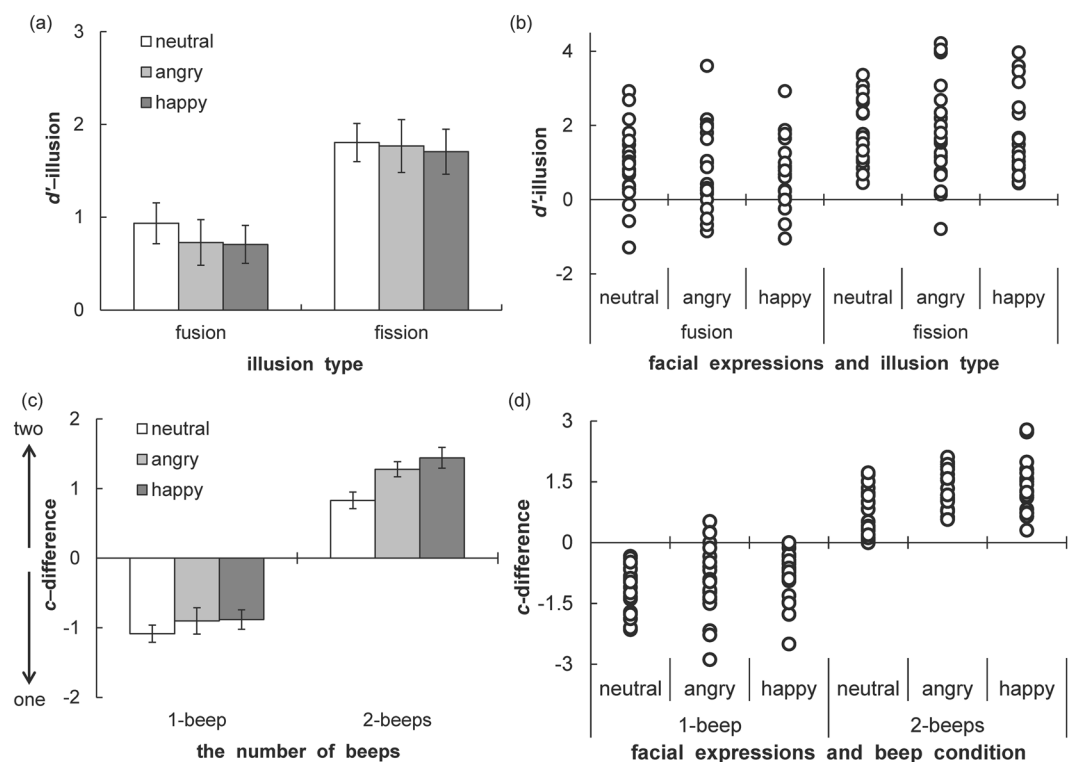 (a)
3
2
1
0
d'–illusion
neutral
angry
happy
fusion fission
illusion type
(b)
4
2
0
-2
d'-illusion
neutral angry happy neutral angry happy
fusion fission
facial expressions and illusion type
(c)
two
one
2
1
0
-1
-2
c–difference
neutral
angry
happy
1-beep 2-beeps
the number of beeps
(d)
3
1.5
0
-1.5
-3
c-difference
neutral angry happy neutral angry happy
1-beep 2-beeps
facial expressions and beep condition